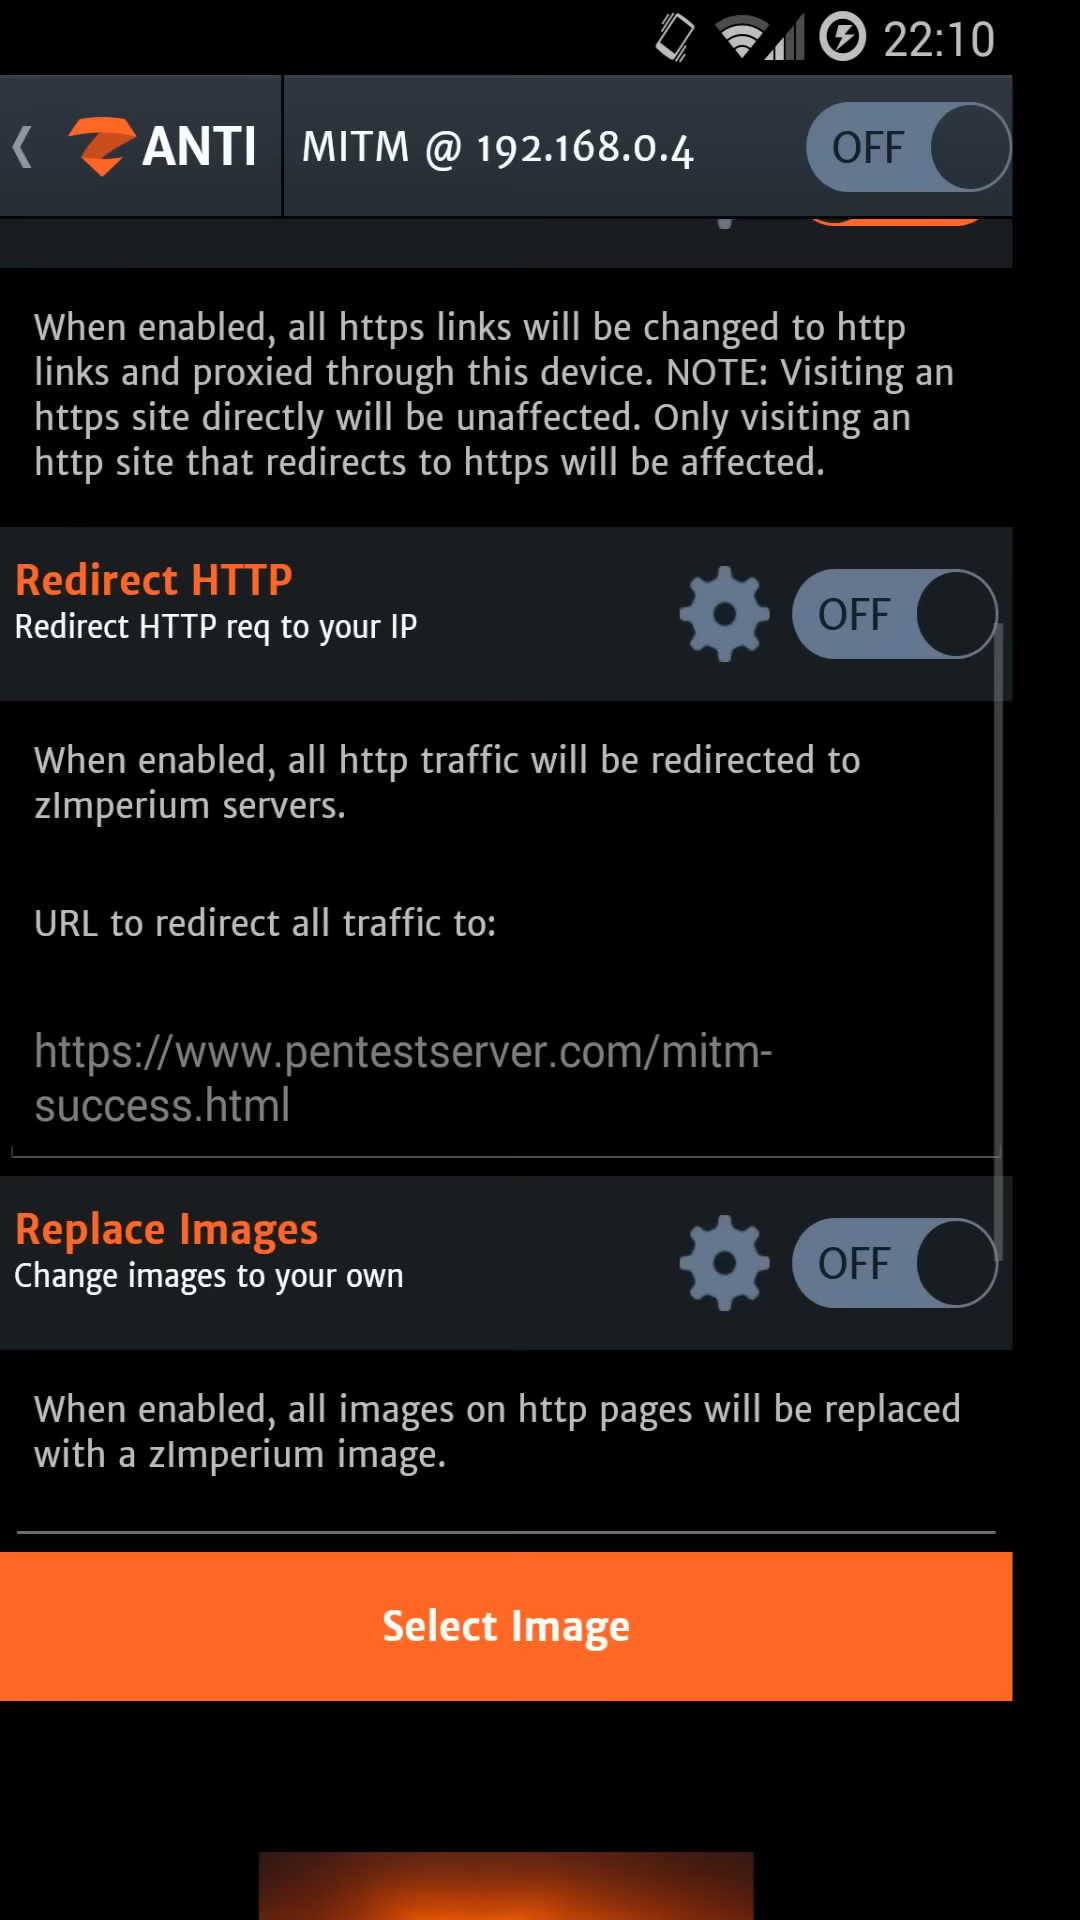 22:10
ANTI
MITM @ 192.168.0.4
OFF
When enabled, all https links will be changed to http
links and proxied through this device. NOTE: Visiting an
https site directly will be unaffected. Only visiting an
http site that redirects to https will be affected.
Redirect HTTP
Redirect HTTP req to your IP
OFF
When enabled, all http traffic will be redirected to
zImperium servers.
URL to redirect all traffic to:
https://www.pentestserver.com/mitm-
success.html
Replace Images
Change images to your own
OFF
When enabled, all images on http pages will be replaced
with a zImperium image.
Select Image